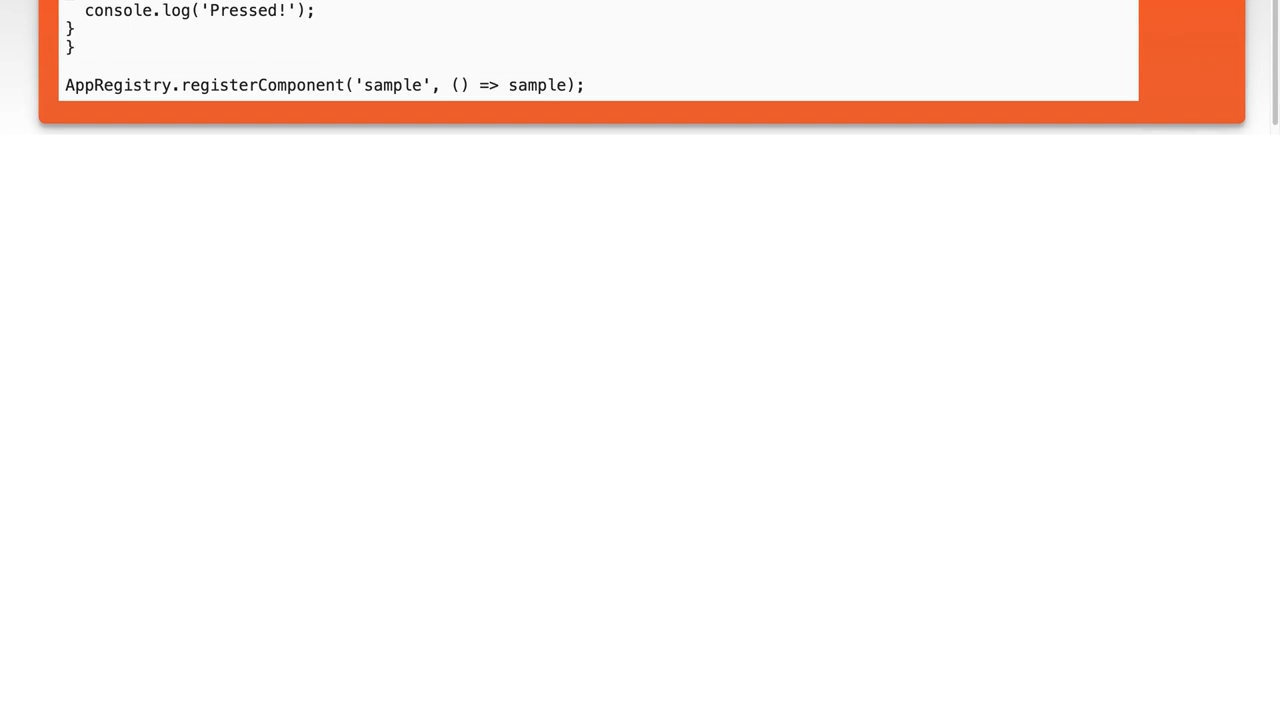 console.log('Pressed!');
}
}
AppRegistry.registerComponent('sample', () => sample);